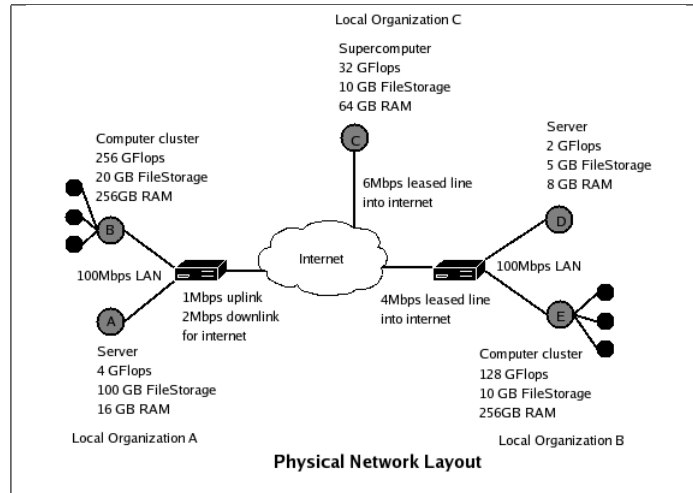 Local Organization C
Supercomputer
32 GFlops
10 GB FileStorage
64 GB RAM
C
6Mbps leased line
into internet
Computer cluster
256 GFlops
20 GB FileStorage
256GB RAM
B
100Mbps LAN
A
Server
4 GFlops
100 GB FileStorage
16 GB RAM
Local Organization A
1Mbps uplink
2Mbps downlink
for internet
Internet
4Mbps leased line
into internet
Server
2 GFlops
5 GB FileStorage
8 GB RAM
D
100Mbps LAN
E
Computer cluster
128 GFlops
10 GB FileStorage
256GB RAM
Local Organization B
Physical Network Layout